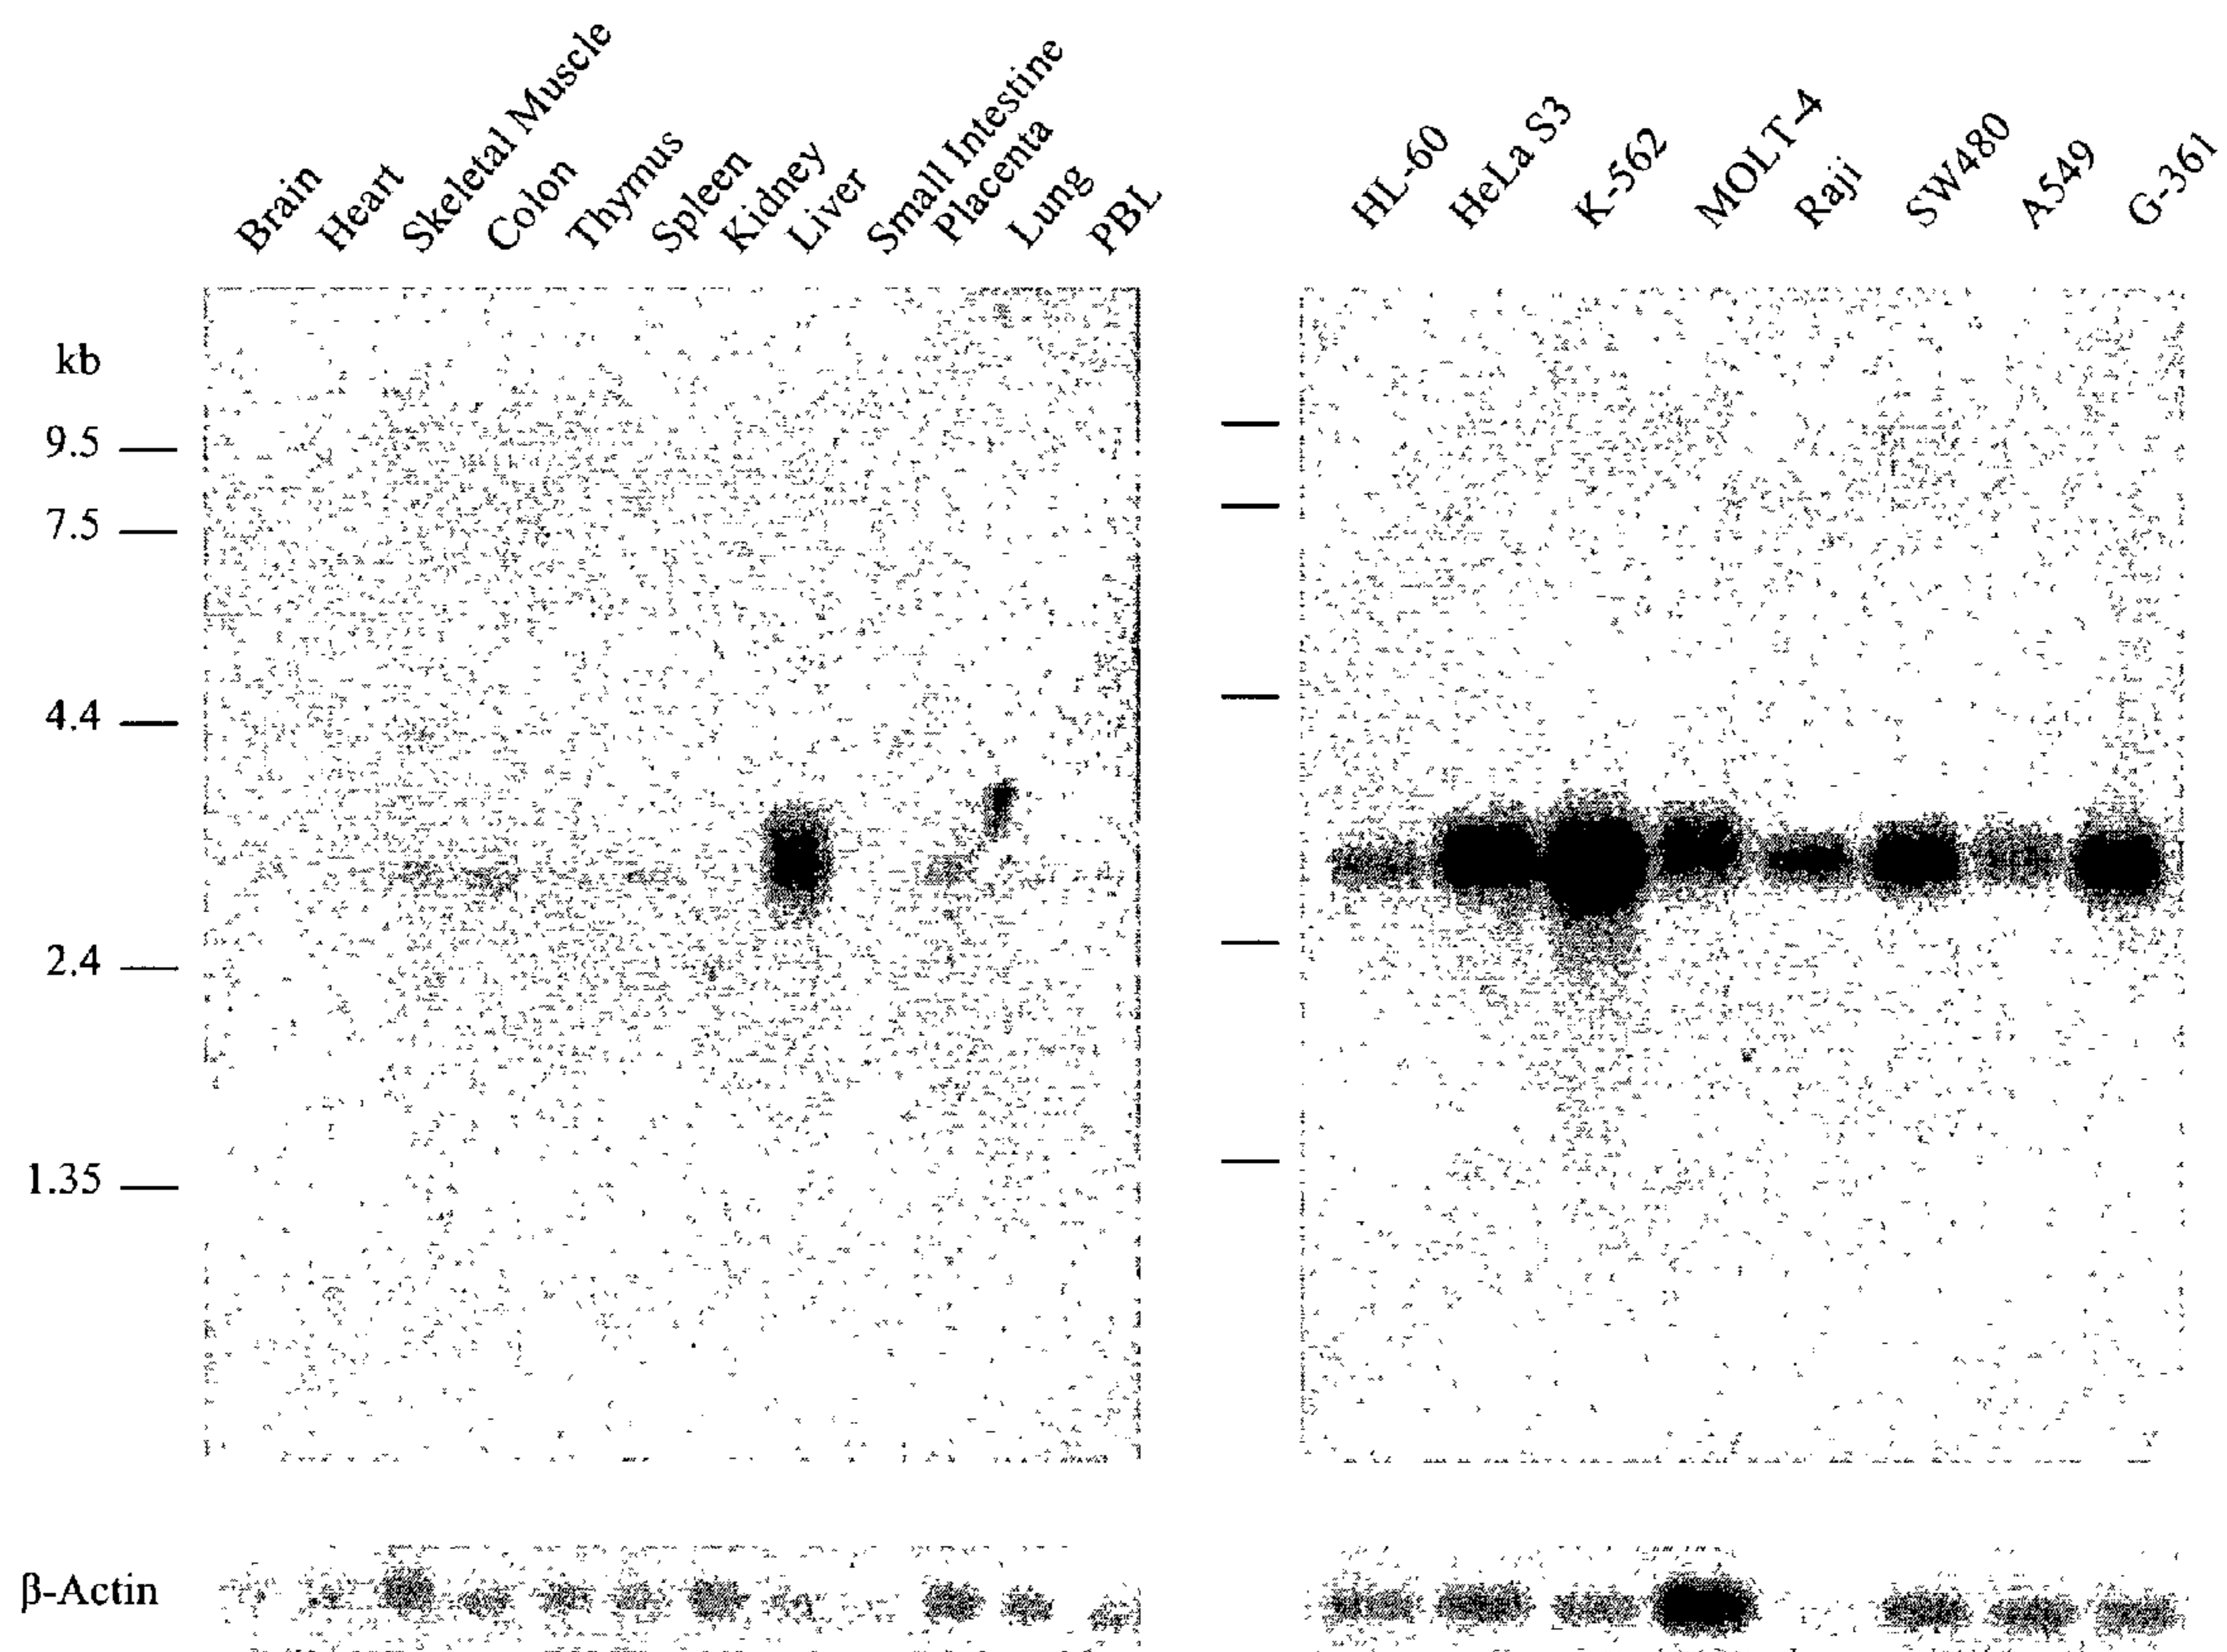 Brain
Heart
Skeletal Muscle
Colon
Thymus
Spleen
Kidney
Liver
Small Intestine
Placenta
Lung
PBL
HL-60
HeLa S3
K-562
MOLT-4
Raji
SW480
A549
G-361
kb
9.5
7.5
4.4
2.4
1.35
β-Actin